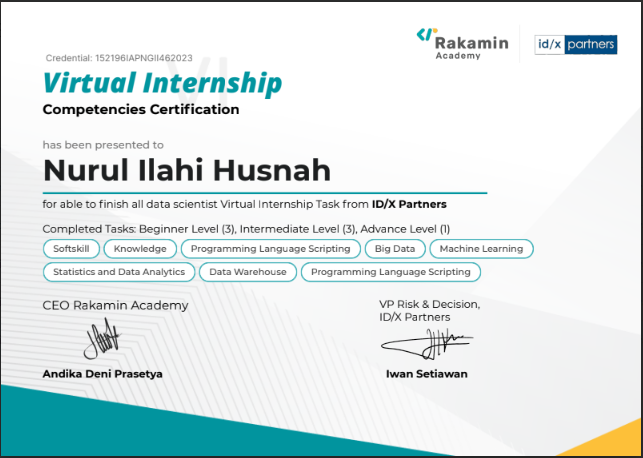 Rakamin
Academy
id/x partners
Credential: 152196IAPNGII462023
Virtual Internship
Competencies Certification
has been presented to
Nurul Ilahi Husnah
for able to finish all data scientist Virtual Internship Task from ID/X Partners
Completed Tasks: Beginner Level (3), Intermediate Level (3), Advance Level (1)
Softskill Knowledge Programming Language Scripting Big Data Machine Learning
Statistics and Data Analytics Data Warehouse Programming Language Scripting
CEO Rakamin Academy
Andika Deni Prasetya
VP Risk & Decision,
ID/X Partners
Iwan Setiawan